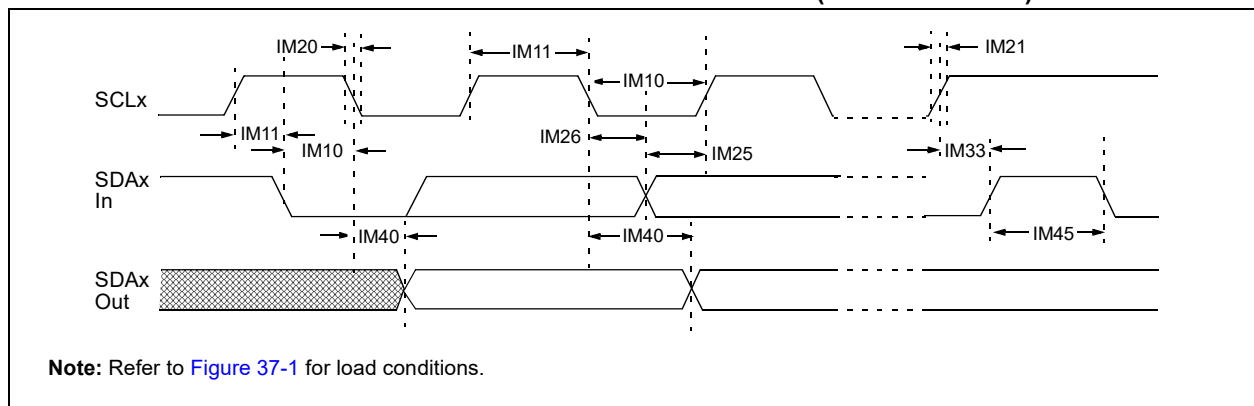 IM20
IM11
IM21
IM10
SCLx
IM11
IM26
IM10
IM25
IM33
SDAx
In
IM40
IM40
IM45
SDAx
Out
Note: Refer to Figure 37-1 for load conditions.